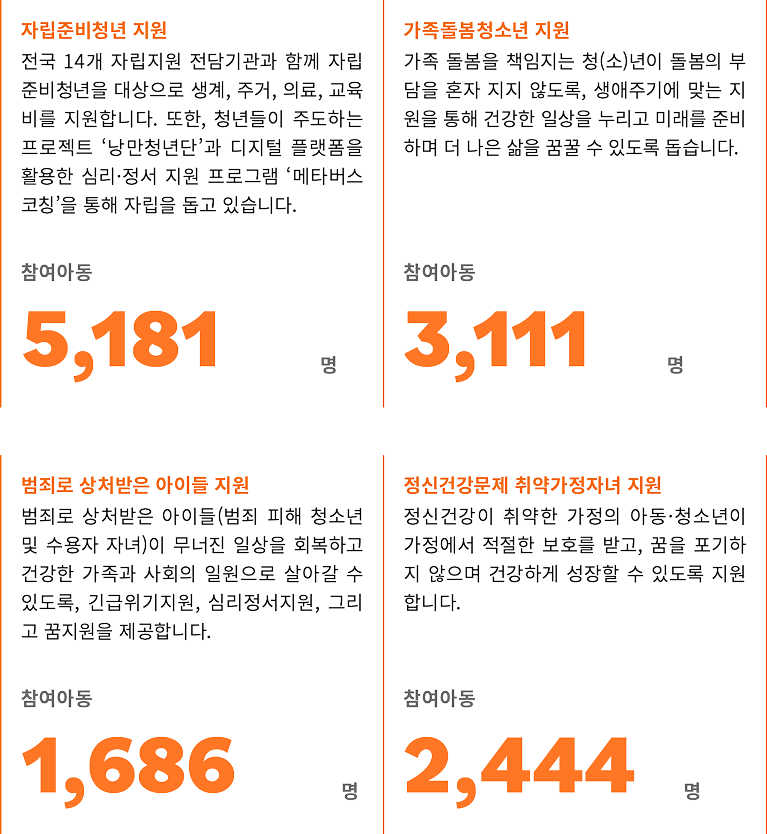 자립준비청년 지원
전국 14개 자립지원 전담기관과 함께 자립
준비청년을 대상으로 생계, 주거, 의료, 교육
비를 지원합니다. 또한, 청년들이 주도하는
프로젝트 ‘낭만청년단’과 디지털 플랫폼을
활용한 심리·정서 지원 프로그램 ‘메타버스
코칭’을 통해 자립을 돕고 있습니다.
참여아동
5,181 명
가족돌봄청소년 지원
가족 돌봄을 책임지는 청(소)년이 돌봄의 부
담을 혼자 지지 않도록, 생애주기에 맞는 지
원을 통해 건강한 일상을 누리고 미래를 준비
하며 더 나은 삶을 꿈꿀 수 있도록 돕습니다.
참여아동
3,111 명
범죄로 상처받은 아이들 지원
범죄로 상처받은 아이들(범죄 피해 청소년
및 수용자 자녀)이 무너진 일상을 회복하고
건강한 가족과 사회의 일원으로 살아갈 수
있도록, 긴급위기지원, 심리정서지원, 그리
고 꿈지원을 제공합니다.
참여아동
1,686 명
정신건강문제 취약가정자녀 지원
정신건강이 취약한 가정의 아동·청소년이
가정에서 적절한 보호를 받고, 꿈을 포기하
지 않으며 건강하게 성장할 수 있도록 지원
합니다.
참여아동
2,444 명